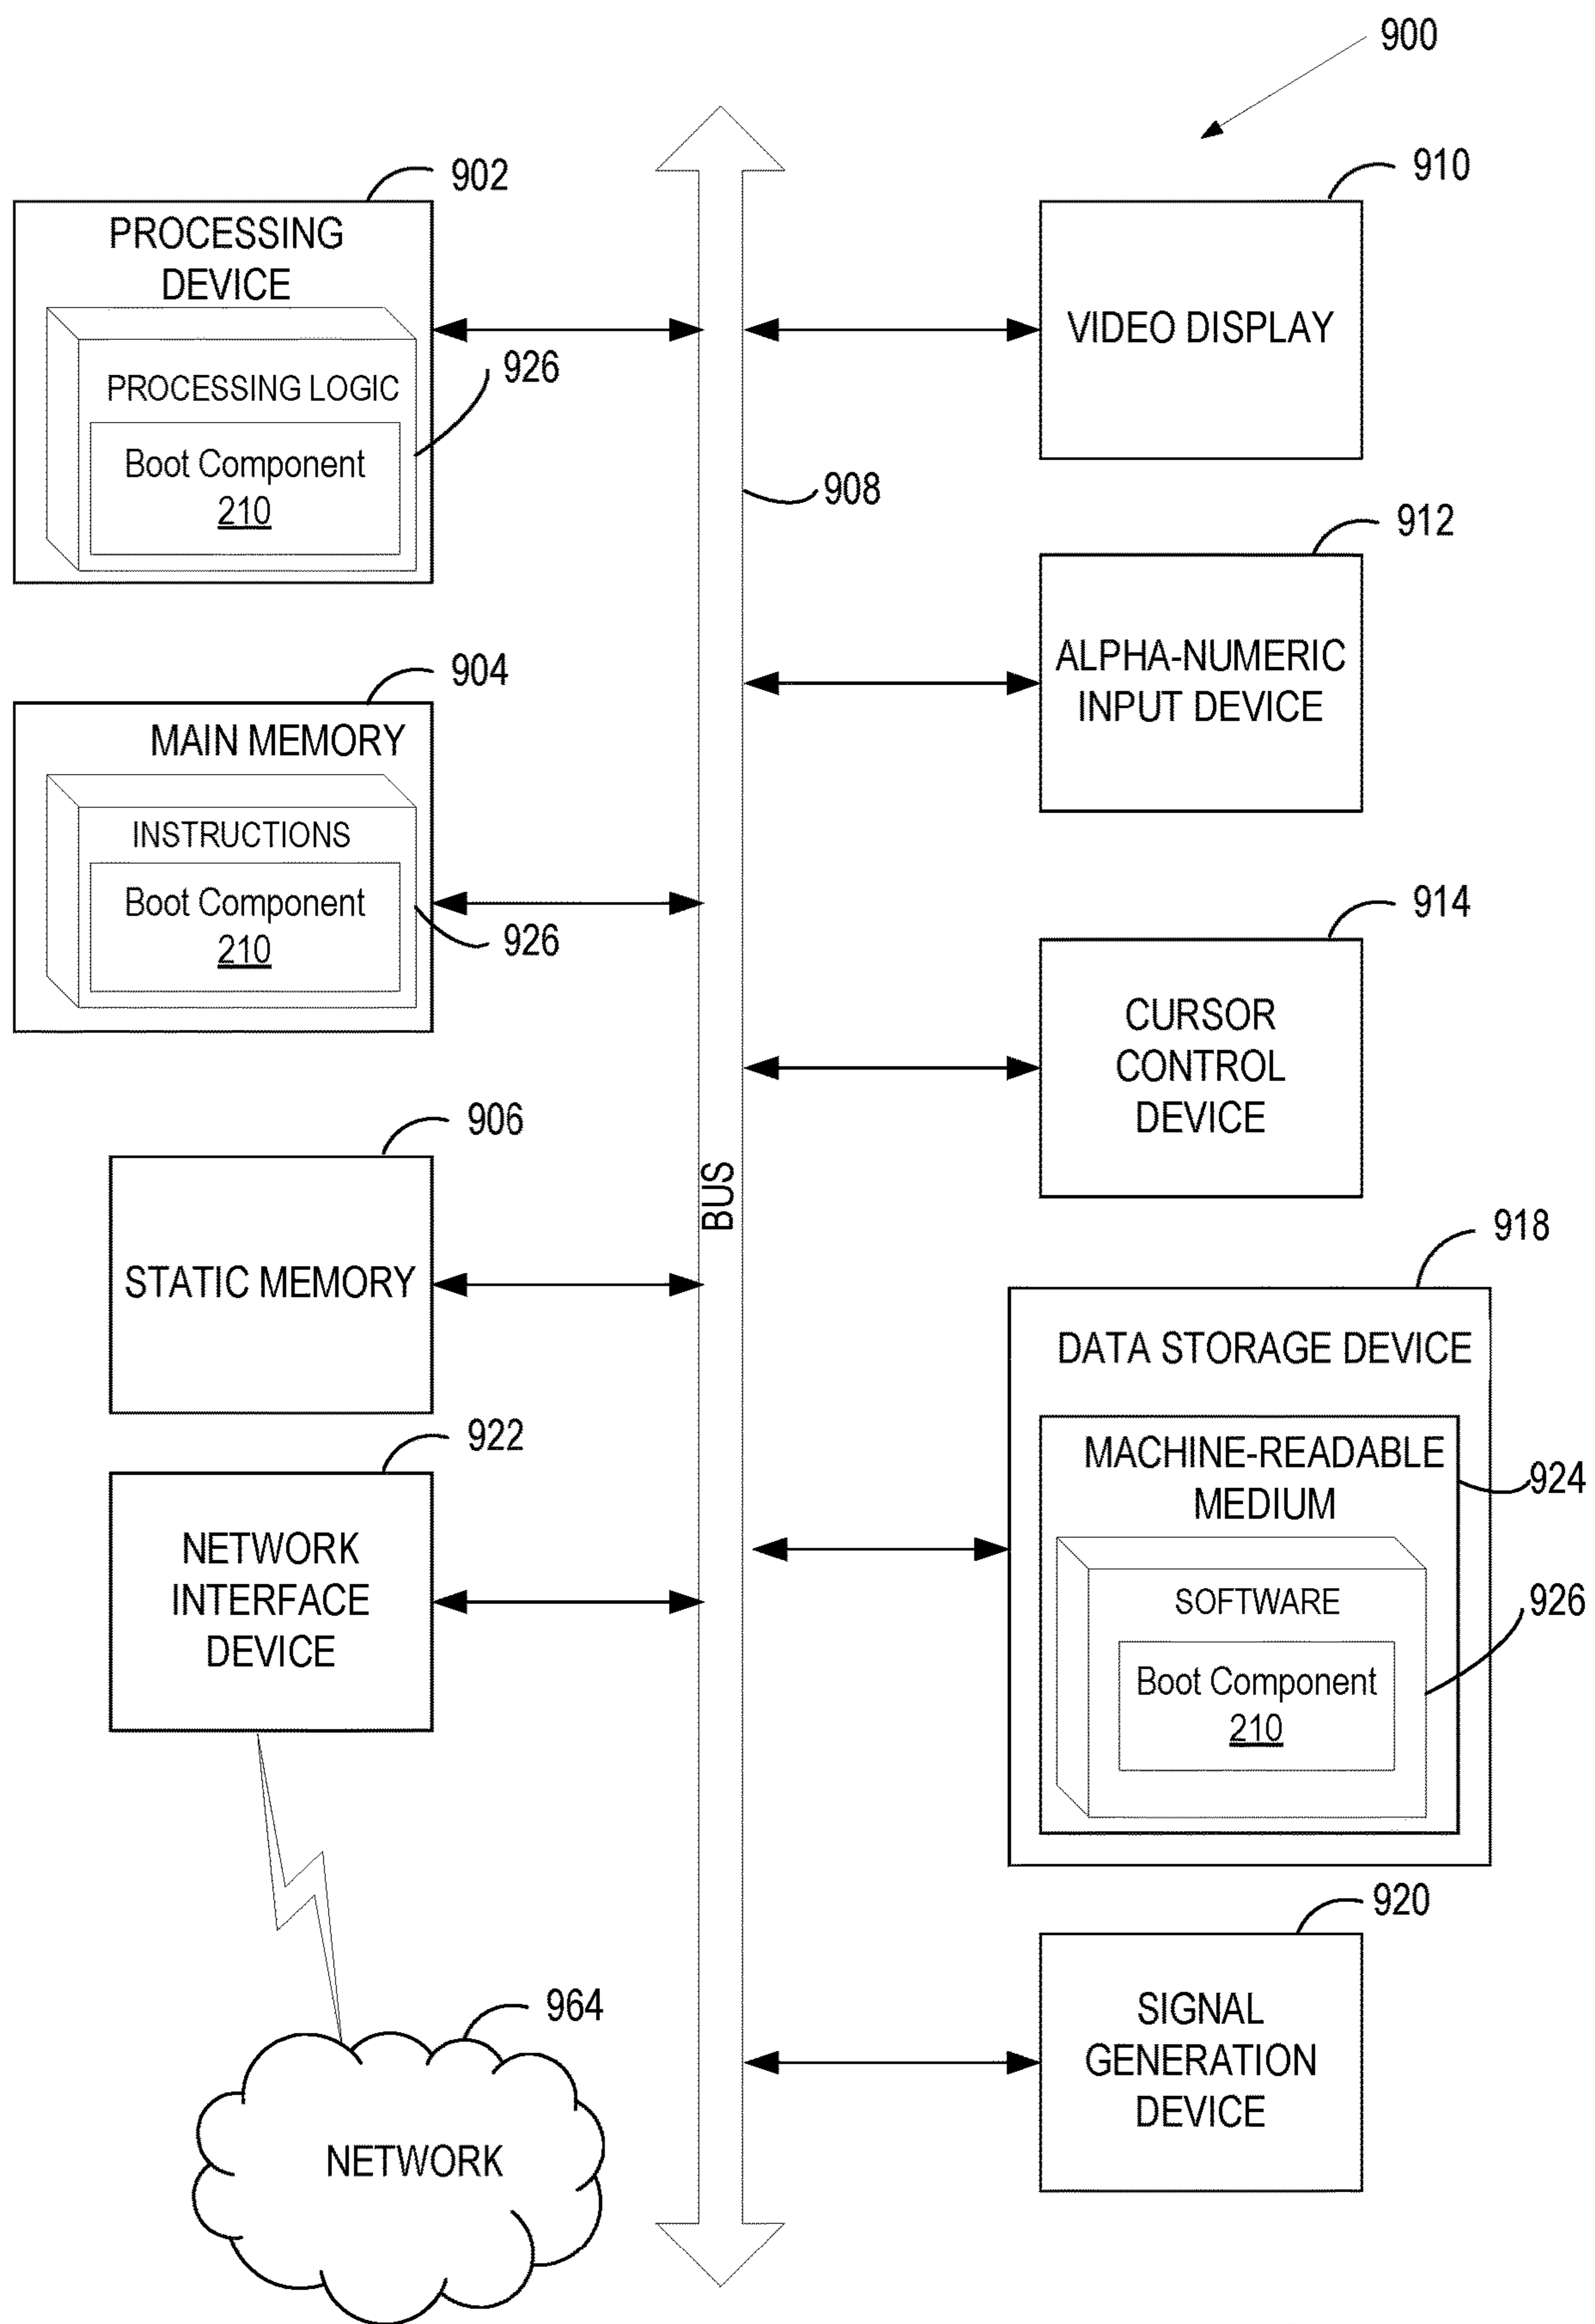 900
902
PROCESSING
DEVICE
PROCESSING LOGIC
926
Boot Component
210
904
MAIN MEMORY
INSTRUCTIONS
Boot Component
210
926
906
STATIC MEMORY
922
NETWORK
INTERFACE
DEVICE
964
NETWORK
908
BUS
910
VIDEO DISPLAY
912
ALPHA-NUMERIC
INPUT DEVICE
914
CURSOR
CONTROL
DEVICE
918
DATA STORAGE DEVICE
MACHINE-READABLE
MEDIUM
924
SOFTWARE
926
Boot Component
210
920
SIGNAL
GENERATION
DEVICE